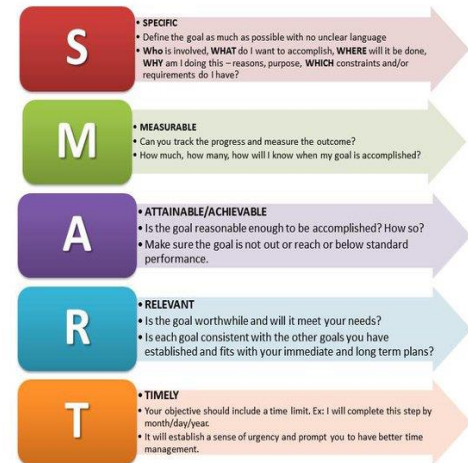 S
• SPECIFIC
• Define the goal as much as possible with no unclear language
• Who is involved, WHAT do I want to accomplish, WHERE will it be done,
WHY am I doing this – reasons, purpose, WHICH constraints and/or
requirements do I have?
M
• MEASURABLE
• Can you track the progress and measure the outcome?
• How much, how many, how will I know when my goal is accomplished?
A
• ATTAINABLE/ACHIEVABLE
• Is the goal reasonable enough to be accomplished? How so?
• Make sure the goal is not out or reach or below standard
performance.
R
• RELEVANT
• Is the goal worthwhile and will it meet your needs?
• Is each goal consistent with the other goals you have
established and fits with your immediate and long term plans?
T
• TIMELY
• Your objective should include a time limit. Ex: I will complete this step by
month/day/year.
• It will establish a sense of urgency and prompt you to have better time
management.